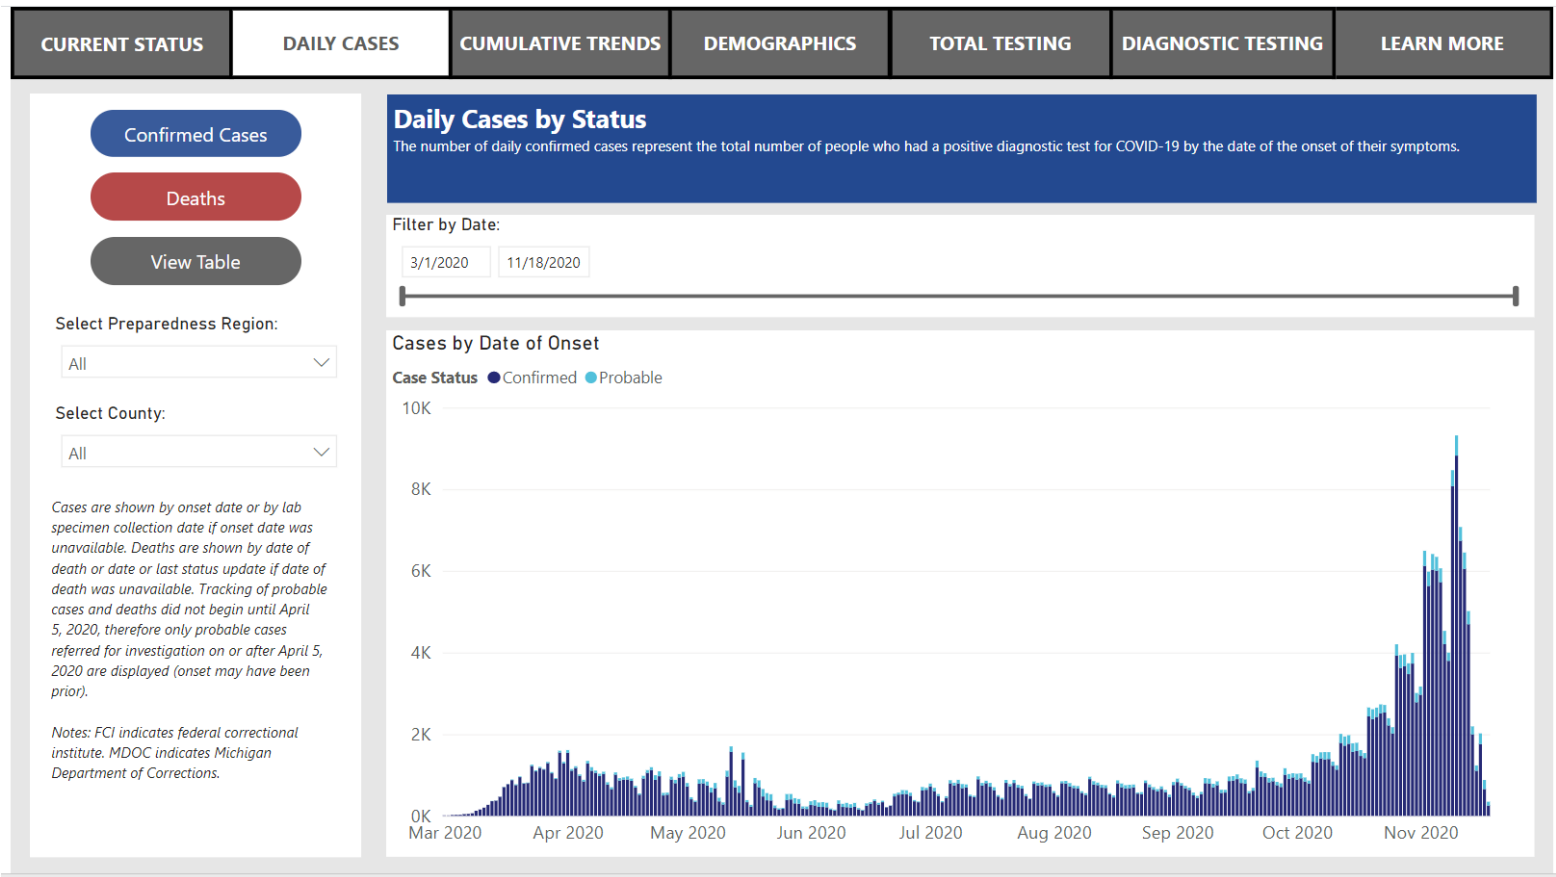 CURRENT STATUS
DAILY CASES
CUMULATIVE TRENDS
DEMOGRAPHICS
TOTAL TESTING
DIAGNOSTIC TESTING
LEARN MORE
Confirmed Cases
Deaths
View Table
Select Preparedness Region:
All
Select County:
All
Cases are shown by onset date or by lab
specimen collection date if onset date was
unavailable. Deaths are shown by date of
death or date or last status update if date of
death was unavailable. Tracking of probable
cases and deaths did not begin until April
5, 2020, therefore only probable cases
referred for investigation on or after April 5,
2020 are displayed (onset may have been
prior).
Notes: FCI indicates federal correctional
institute. MDOC indicates Michigan
Department of Corrections.
Daily Cases by Status
The number of daily confirmed cases represent the total number of people who had a positive diagnostic test for COVID-19 by the date of the onset of their symptoms.
Filter by Date:
3/1/2020
11/18/2020
Cases by Date of Onset
Case Status Confirmed Probable
10K
8K
6K
4K
2K
0K
Mar 2020
Apr 2020
May 2020
Jun 2020
Jul 2020
Aug 2020
Sep 2020
Oct 2020
Nov 2020